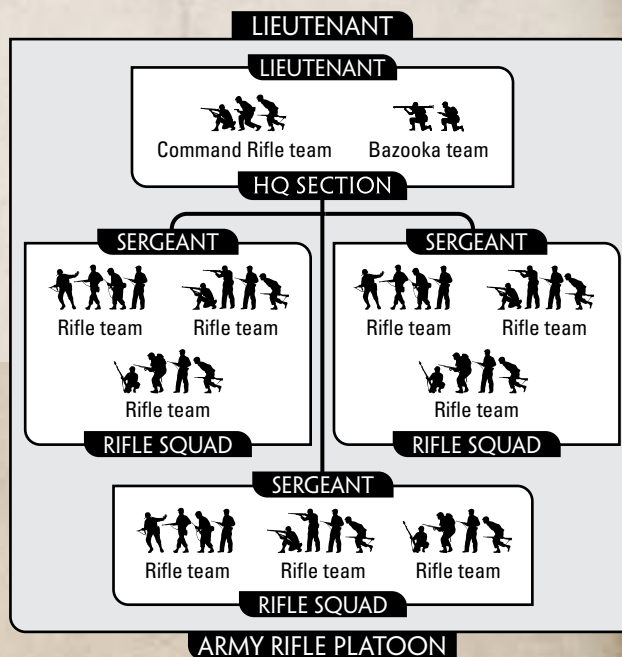 LIEUTENANT
LIEUTENANT
Command Rifle team Bazooka team
HQ SECTION
SERGEANT
Rifle team Rifle team
Rifle team
RIFLE SQUAD
SERGEANT
Rifle team Rifle team
Rifle team
RIFLE SQUAD
SERGEANT
Rifle team Rifle team Rifle team
RIFLE SQUAD
ARMY RIFLE PLATOON